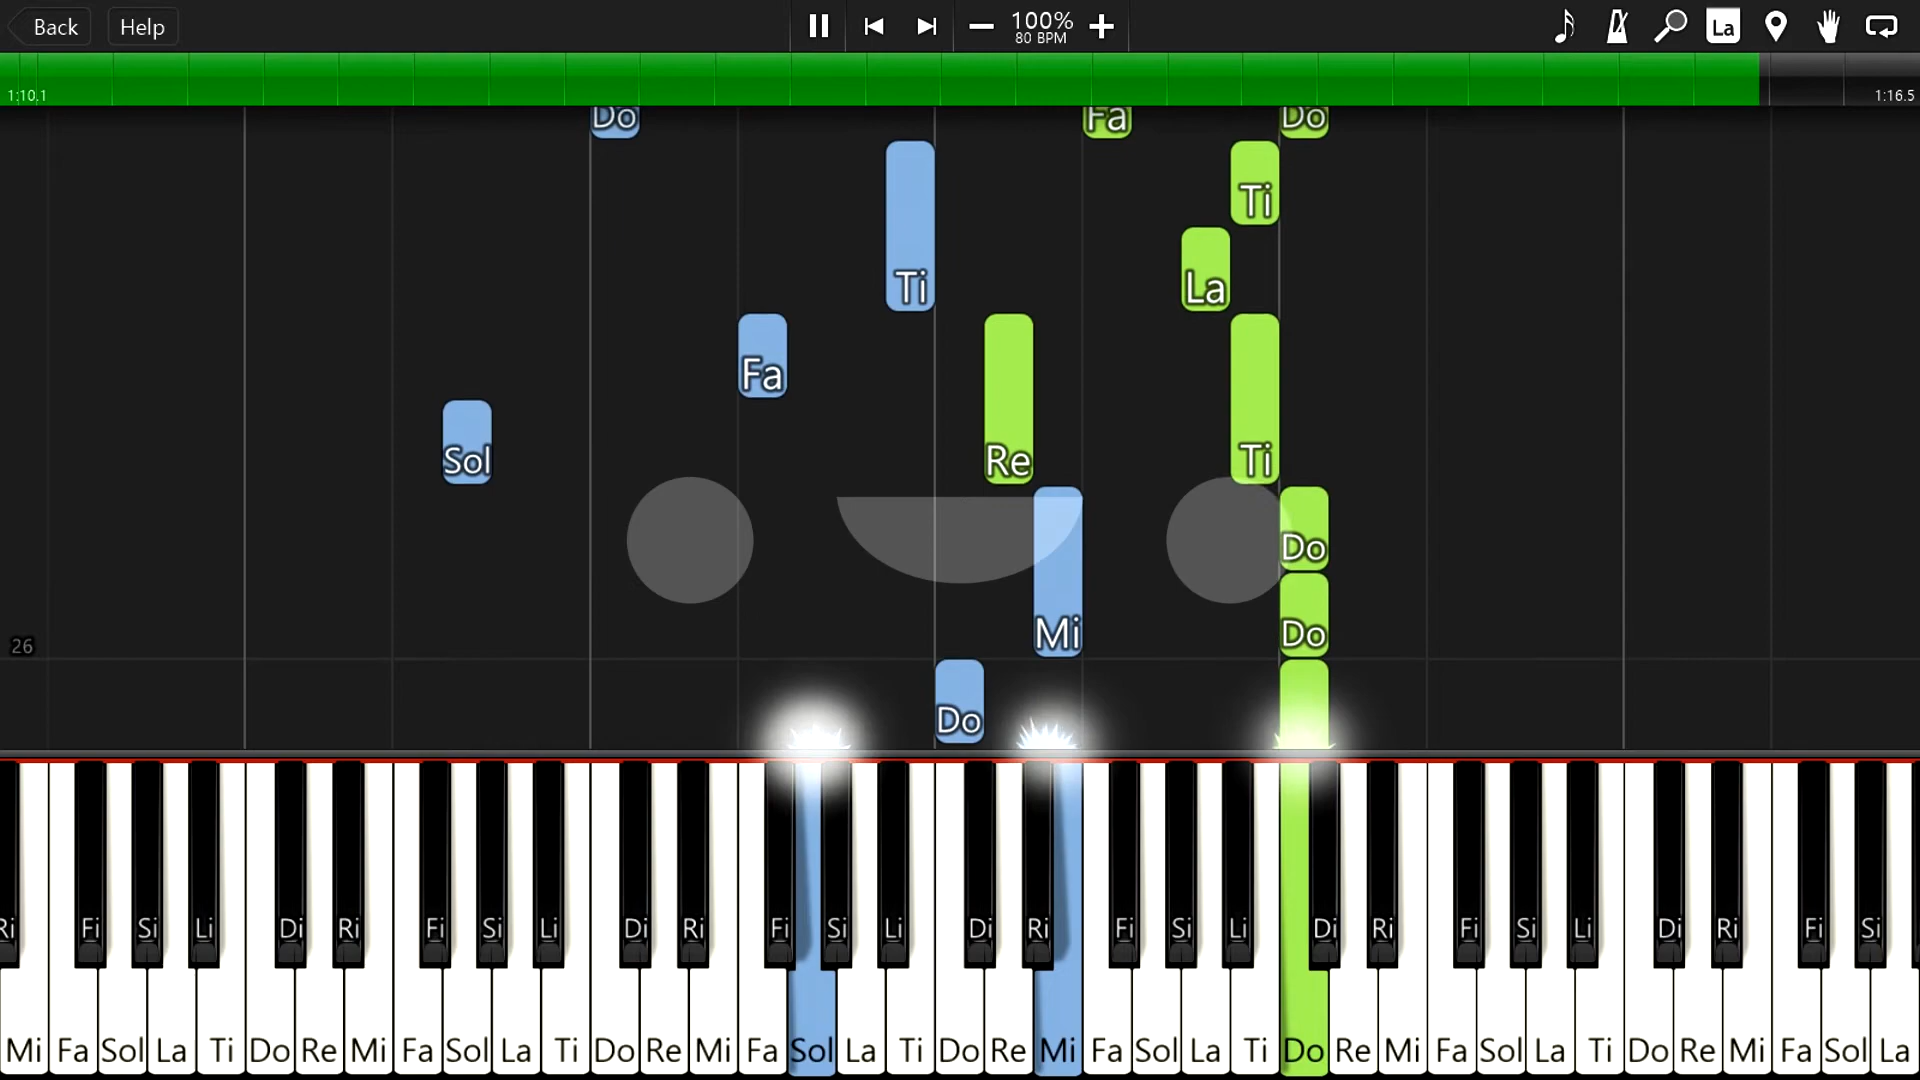 Back Help 100% La
80 BPM
1:10.1 1:16.5
Do Fa Do
Ti
Ti La
Fa
Sol Re Ti
Do
26 Mi Do
Do
Ri Fi Si Li Di Ri Fi Si Li Di Ri Fi Si Li Di Ri Fi Si Li Di Ri Fi Si Li Di Ri Fi Si
Mi Fa Sol La Ti Do Re Mi Fa Sol La Ti Do Re Mi Fa Sol La Ti Do Re Mi Fa Sol La Ti Do Re Mi Fa Sol La Ti Do Re Mi Fa Sol La